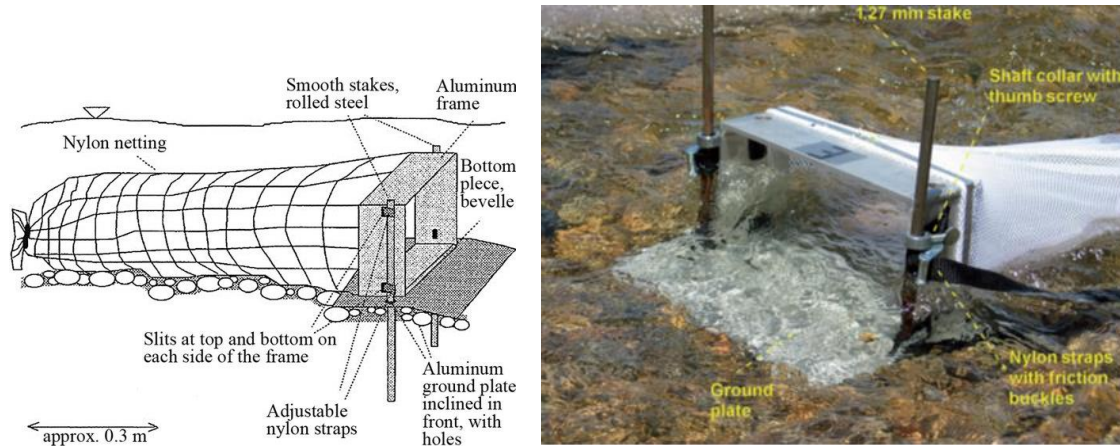 Smooth stakes,
rolled steel
Aluminum
frame
Nylon netting
Bottom
piece,
bevelle
Slits at top and bottom on
each side of the frame
Adjustable
nylon straps
Aluminum
ground plate
inclined in
front, with
holes
approx. 0.3 m
1.27 mm stake
Shaft collar with
thumb screw
E
Ground
plate
Nylon straps
with friction
buckles